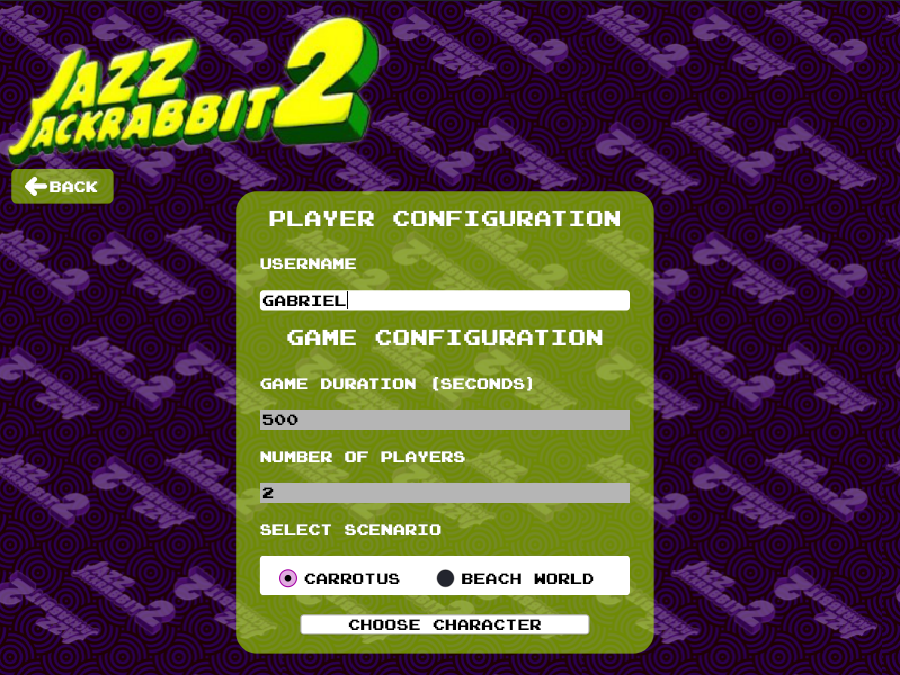 JAZZ
JACKRABBIT 2
BACK
PLAYER CONFIGURATION
USERNAME
GABRIEL
GAME CONFIGURATION
GAME DURATION (SECONDS)
500
NUMBER OF PLAYERS
2
SELECT SCENARIO
CARROTUS BEACH WORLD
CHOOSE CHARACTER